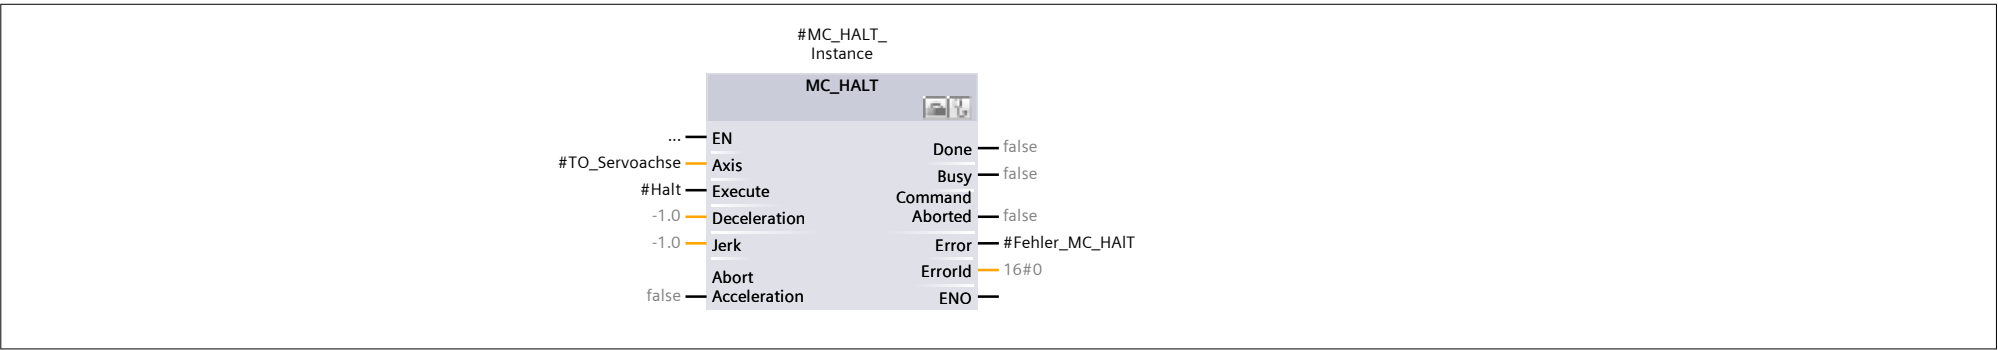 #MC_HALT_
Instance
MC_HALT
... EN
#TO_Servoachse Axis
#Halt Execute
-1.0 Deceleration
-1.0 Jerk
Abort
false Acceleration
Done false
Busy false
Command
Aborted false
Error #Fehler_MC_HAlT
ErrorId 16#0
ENO